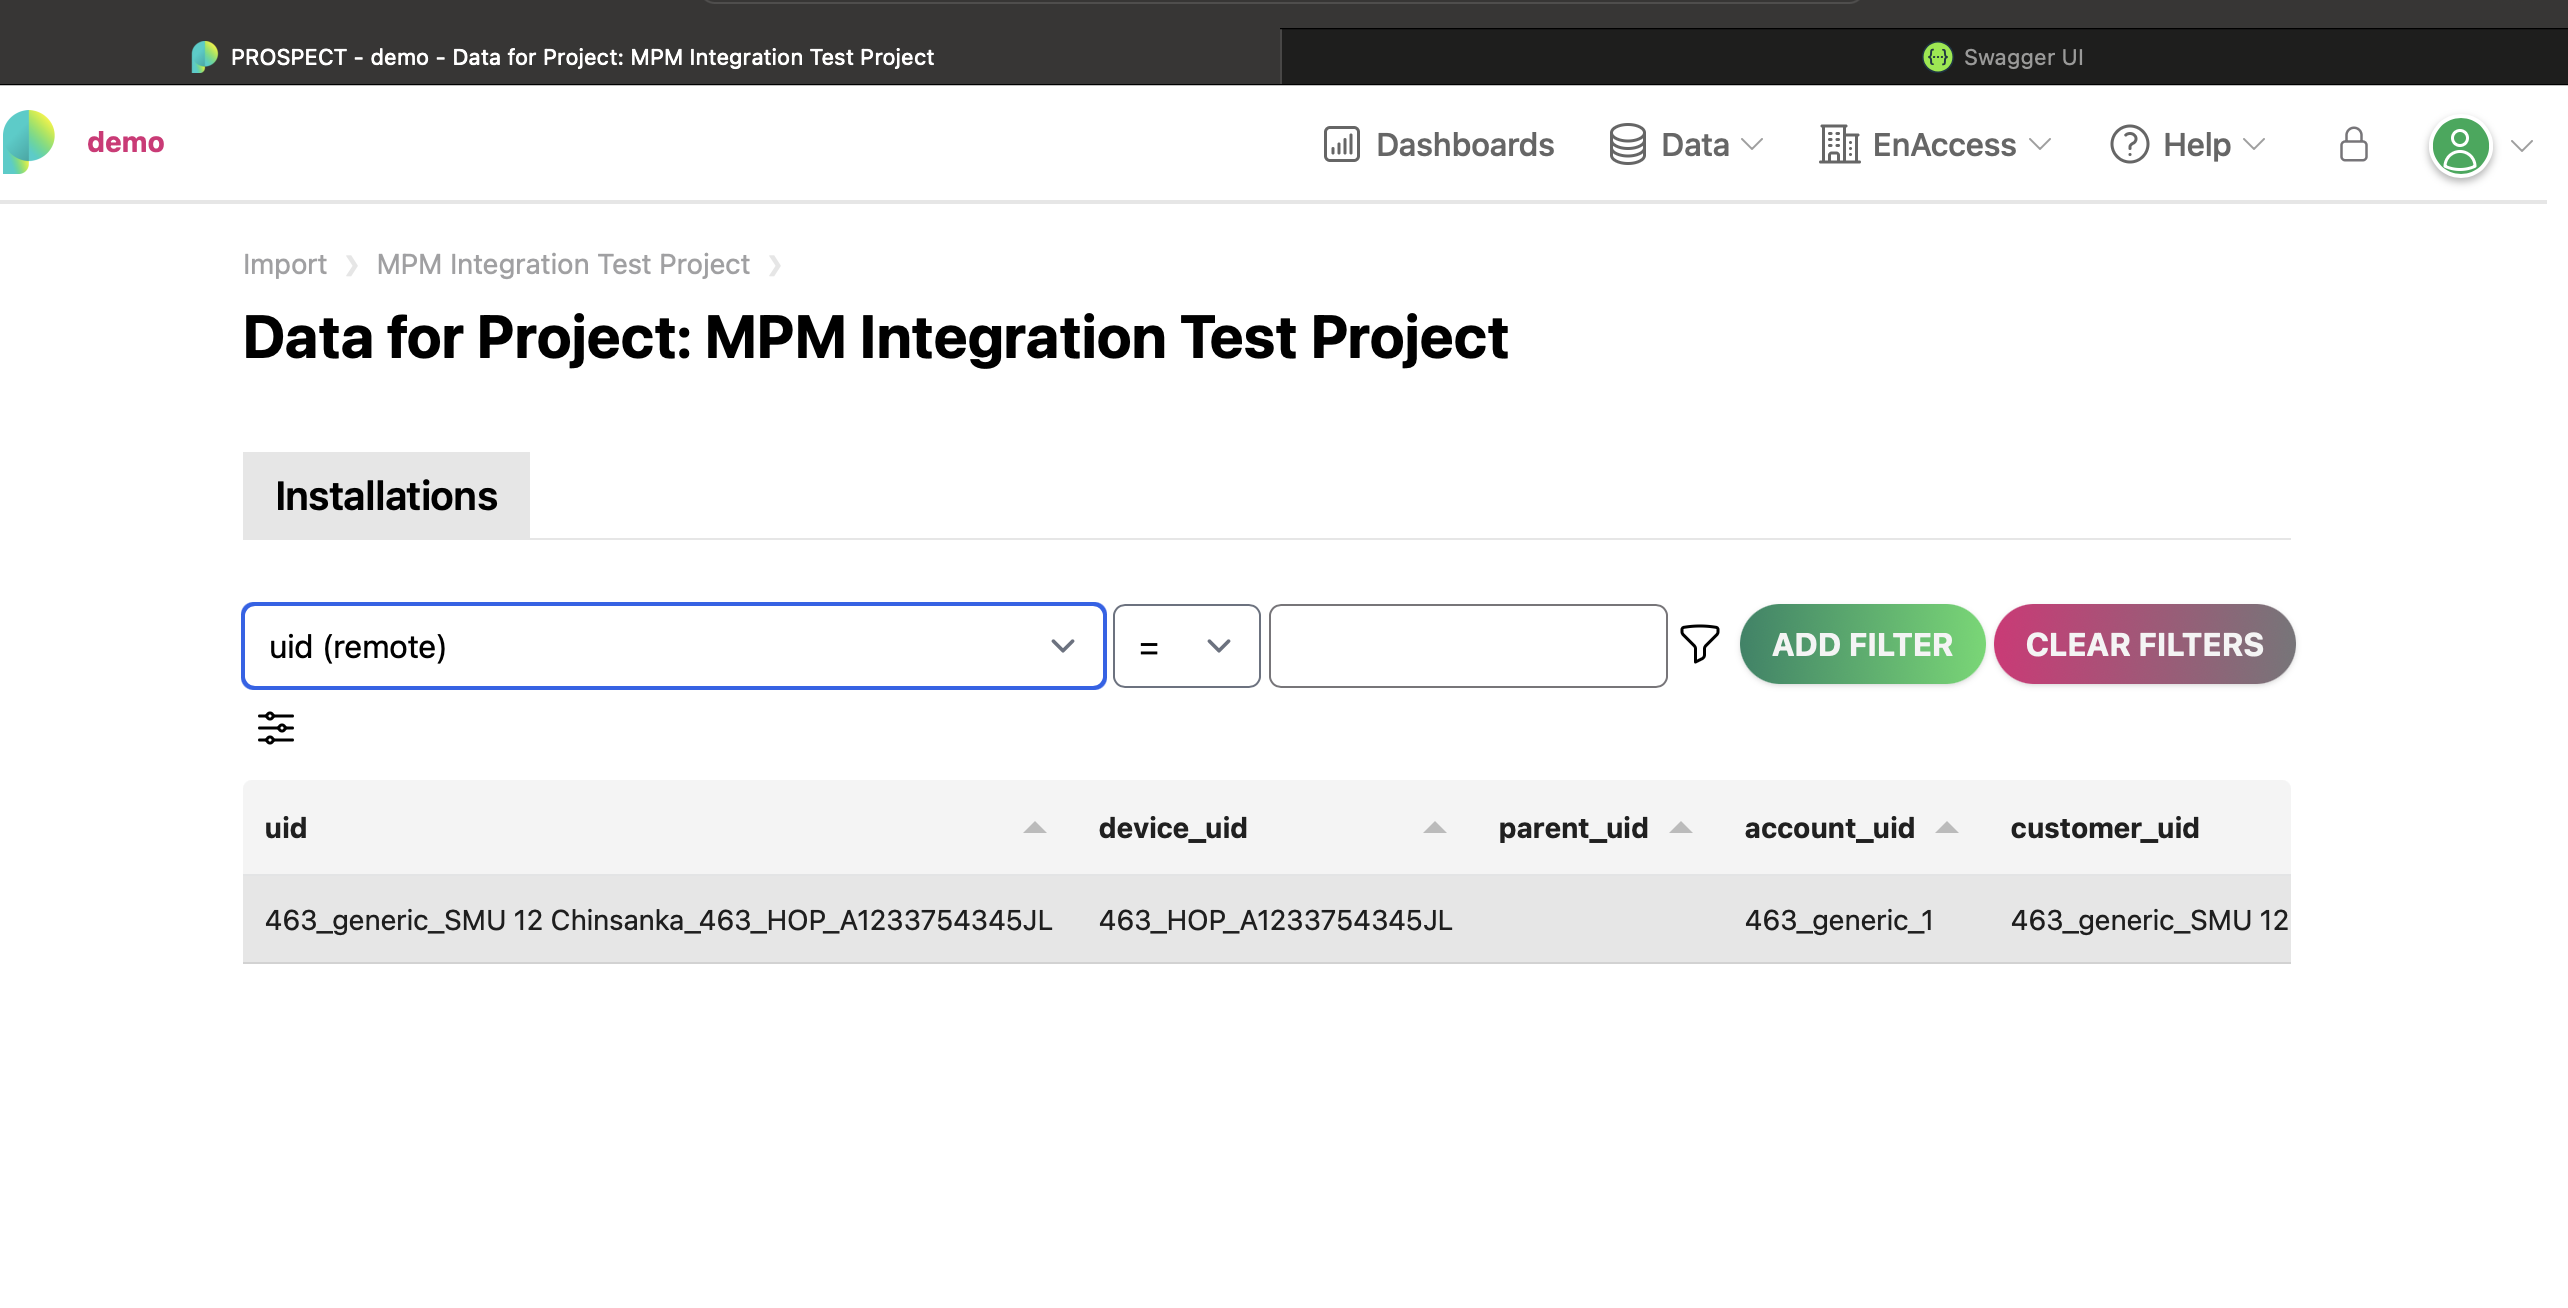 PROSPECT - demo - Data for Project: MPM Integration Test Project
Swagger UI
demo
Dashboards
Data
EnAccess
Help
Import
MPM Integration Test Project
Data for Project: MPM Integration Test Project
Installations
uid (remote)
=
ADD FILTER
CLEAR FILTERS
uid device_uid parent_uid account_uid customer_uid
463_generic_SMU 12 Chinsanka_463_HOP_A1233754345JL 463_HOP_A1233754345JL 463_generic_1 463_generic_SMU 12